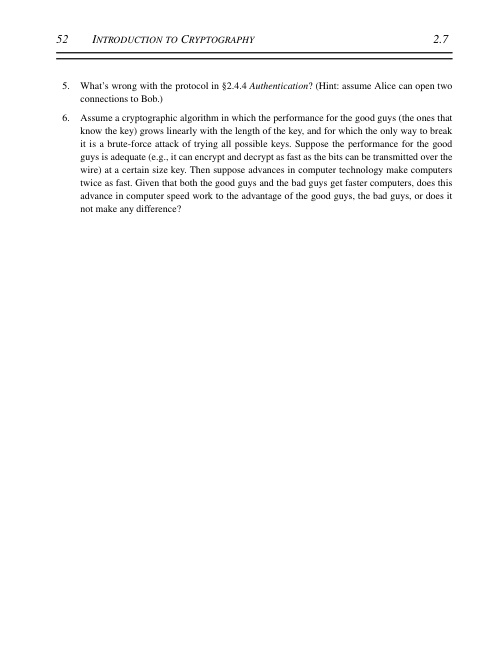 52 INTRODUCTION TO CRYPTOGRAPHY 2.7
5. What's wrong with the protocol in §2.4.4 Authentication? (Hint: assume Alice can open two
connections to Bob.)
6. Assume a cryptographic algorithm in which the performance for the good guys (the ones that
know the key) grows linearly with the length of the key, and for which the only way to break
it is a brute-force attack of trying all possible keys. Suppose the performance for the good
guys is adequate (e.g., it can encrypt and decrypt as fast as the bits can be transmitted over the
wire) at a certain size key. Then suppose advances in computer technology make computers
twice as fast. Given that both the good guys and the bad guys get faster computers, does this
advance in computer speed work to the advantage of the good guys, the bad guys, or does it
not make any difference?